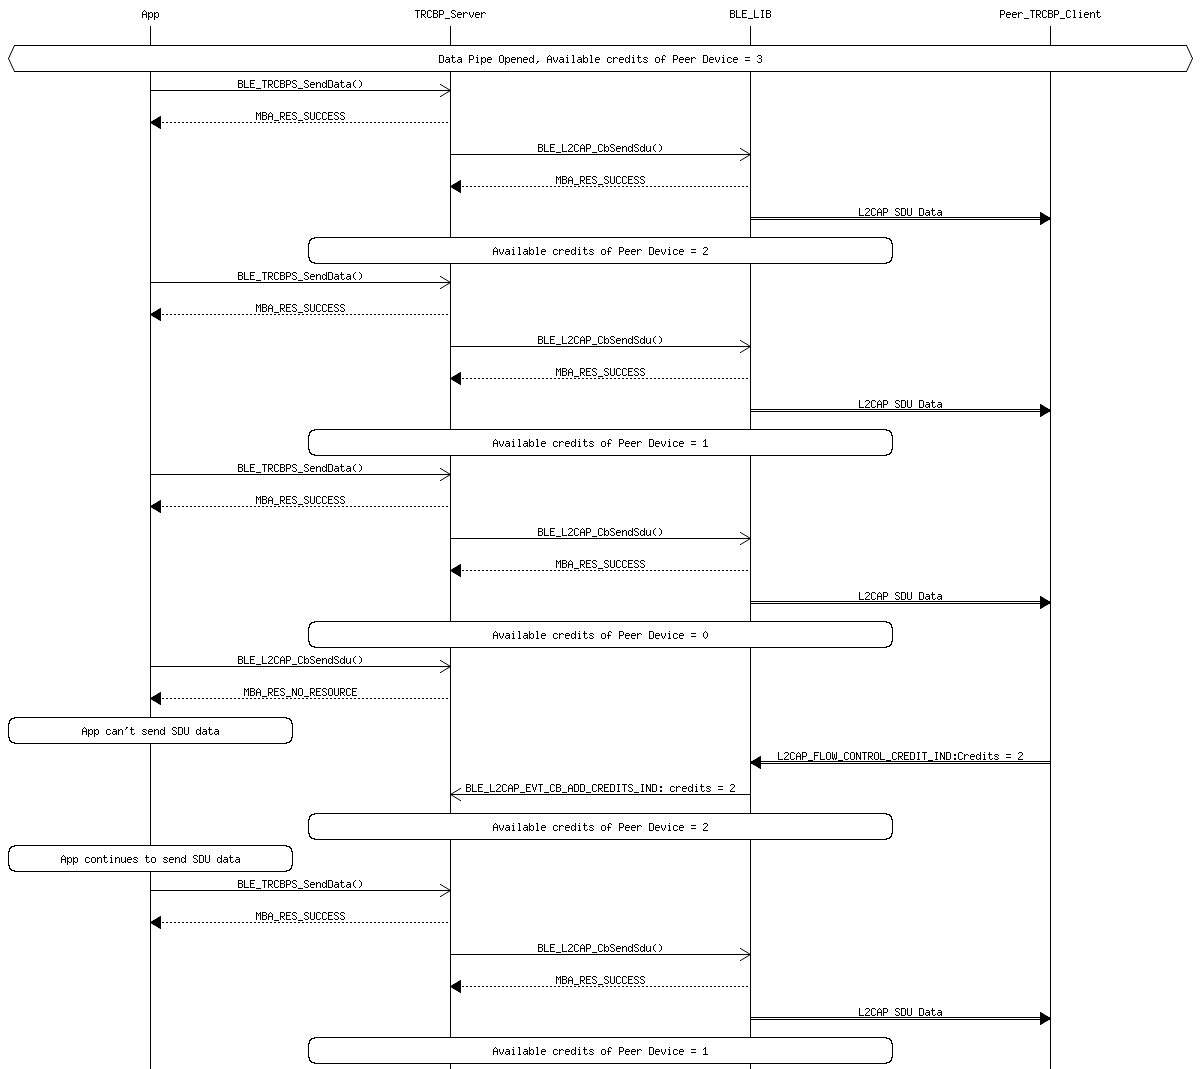 App TRCBP_Server BLE_LIB Peer_TRCBP_Client
Data Pipe Opened, Available credits of Peer Device = 3
BLE_TRCBPS_SendData()
MBA_RES_SUCCESS
BLE_L2CAP_CbSendSdu()
MBA_RES_SUCCESS
L2CAP SDU Data
Available credits of Peer Device = 2
BLE_TRCBPS_SendData()
MBA_RES_SUCCESS
BLE_L2CAP_CbSendSdu()
MBA_RES_SUCCESS
L2CAP SDU Data
Available credits of Peer Device = 1
BLE_TRCBPS_SendData()
MBA_RES_SUCCESS
BLE_L2CAP_CbSendSdu()
MBA_RES_SUCCESS
L2CAP SDU Data
Available credits of Peer Device = 0
BLE_L2CAP_CbSendSdu()
MBA_RES_NO_RESOURCE
App can't send SDU data
L2CAP_FLOW_CONTROL_CREDIT_IND:Credits = 2
BLE_L2CAP_EVT_CB_ADD_CREDITS_IND: credits = 2
Available credits of Peer Device = 2
App continues to send SDU data
BLE_TRCBPS_SendData()
MBA_RES_SUCCESS
BLE_L2CAP_CbSendSdu()
MBA_RES_SUCCESS
L2CAP SDU Data
Available credits of Peer Device = 1